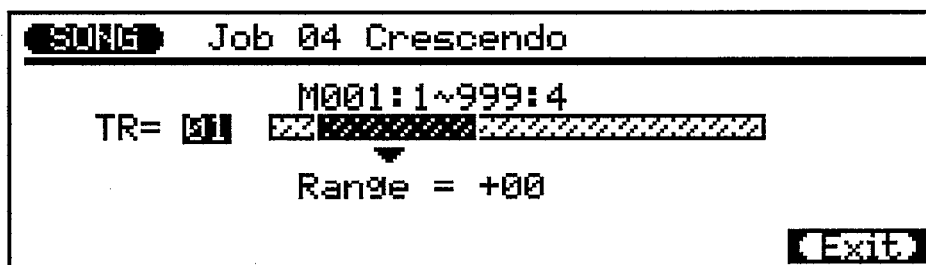 SONG Job 04 Crescendo
M001:1~999:4
TR= 01
Range = +00
Exit